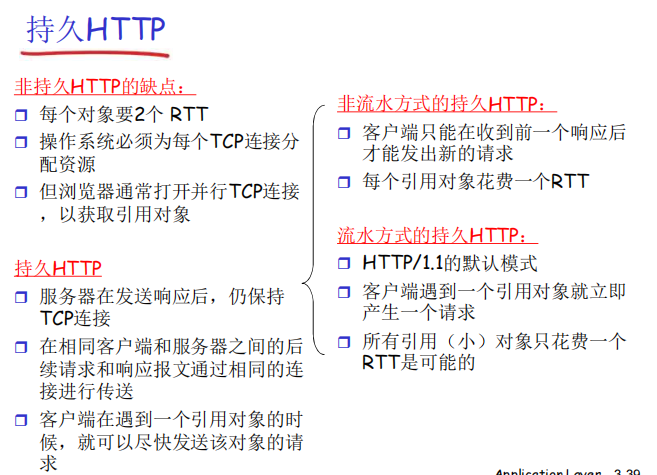 持久HTTP
非持久HTTP的缺点：
每个对象要2个 RTT
操作系统必须为每个TCP连接分
配资源
但浏览器通常打开并行TCP连接
，以获取引用对象
持久HTTP
服务器在发送响应后，仍保持
TCP连接
在相同客户端和服务器之间的后
续请求和响应报文通过相同的连
接进行传送
客户端在遇到一个引用对象的时
候，就可以尽快发送该对象的请
求
非流水方式的持久HTTP：
客户端只能在收到前一个响应后
才能发出新的请求
每个引用对象花费一个RTT
流水方式的持久HTTP：
HTTP/1.1的默认模式
客户端遇到一个引用对象就立即
产生一个请求
所有引用（小）对象只花费一个
RTT是可能的
Application Layer 3-39